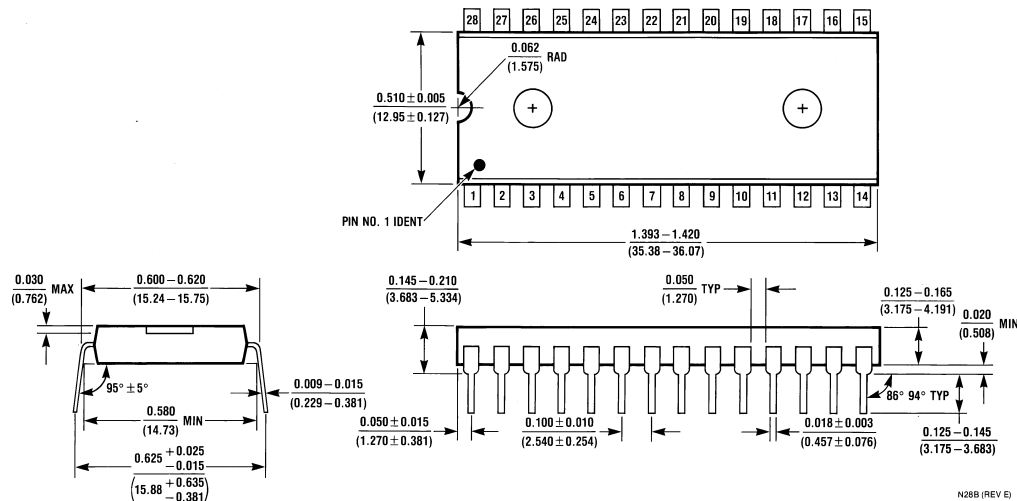 28 27 26 25 24 23 22 21 20 19 18 17 16 15
0.062
(1.575)
RAD
0.510 ± 0.005
(12.95 ± 0.127)
PIN NO. 1 IDENT
1 2 3 4 5 6 7 8 9 10 11 12 13 14
1.393 – 1.420
(35.38 – 36.07)
0.030
(0.762)
MAX
0.600 – 0.620
(15.24 – 15.75)
95° ± 5°
0.580
(14.73)
MIN
0.625 +0.025 -0.015
(15.88 +0.635 -0.381)
0.009 – 0.015
(0.229 – 0.381)
0.145 – 0.210
(3.683 – 5.334)
0.050
(1.270)
TYP
0.125 – 0.165
(3.175 – 4.191)
0.020
(0.508)
MIN
86° 94° TYP
0.050 ± 0.015
(1.270 ± 0.381)
0.100 ± 0.010
(2.540 ± 0.254)
0.018 ± 0.003
(0.457 ± 0.076)
0.125 – 0.145
(3.175 – 3.683)
N28B (REV E)